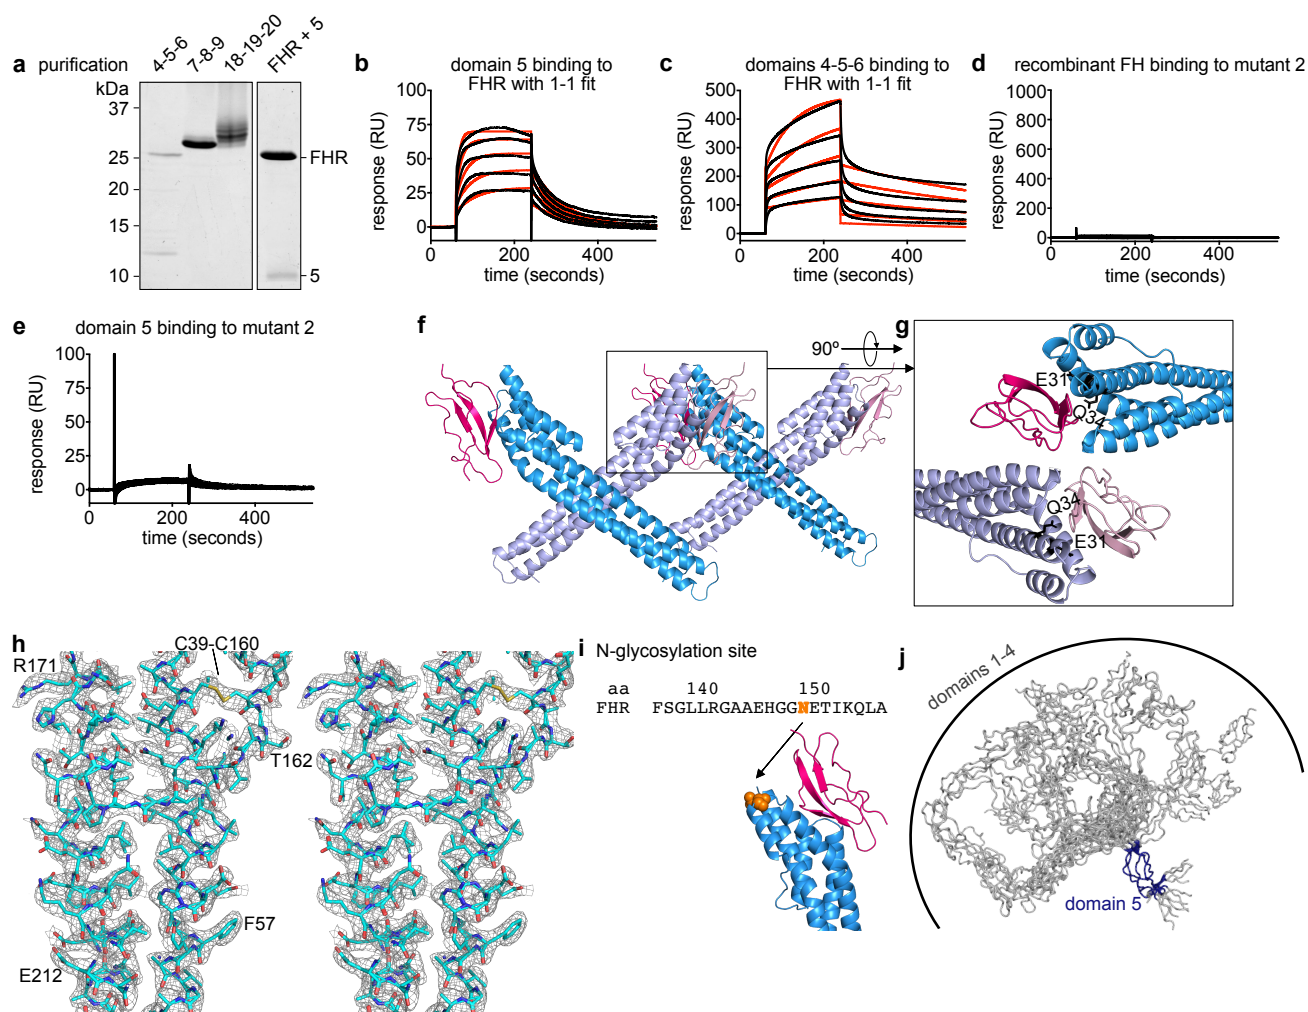 a purification
4-5-6
7-8-9
18-19-20
FHR + 5
kDa
37
25
20
15
10
FHR
5
b domain 5 binding to
FHR with 1-1 fit
response (RU)
100
75
50
25
0
0 200 400
time (seconds)
c domains 4-5-6 binding to
FHR with 1-1 fit
response (RU)
500
400
300
200
100
0
0 200 400
time (seconds)
d recombinant FH binding to mutant 2
response (RU)
1000
800
600
400
200
0
0 200 400
time (seconds)
e domain 5 binding to mutant 2
response (RU)
100
75
50
25
0
0 200 400
time (seconds)
f
90º
g
E31
Q34
Q34
E31
h
C39-C160
R171
T162
F57
E212
i N-glycosylation site
aa 140 150
FHR FSGLLRGAAEHGGNETIKQLA
j
domains 1-4
domain 5